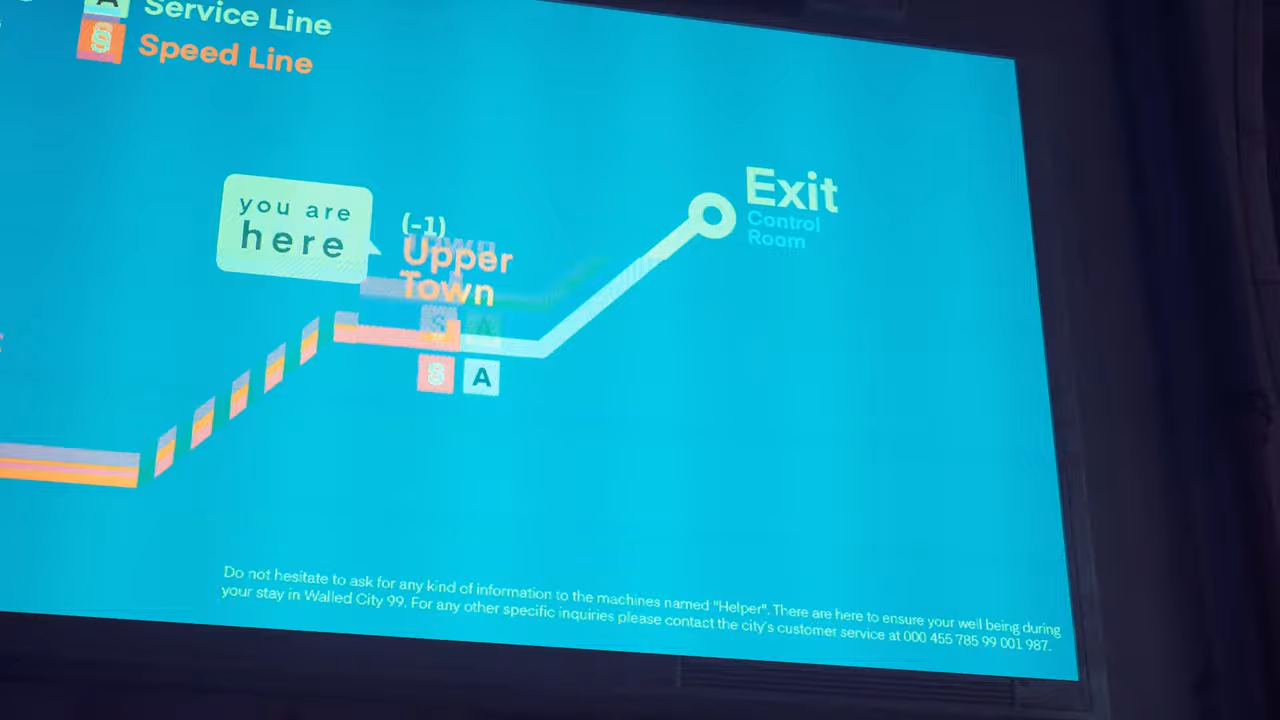 A Service Line
S Speed Line
you are
here
(-1)
Upper
Town
S A
Exit
Control
Room
Do not hesitate to ask for any kind of information to the machines named "Helper". There are here to ensure your well being during
your stay in Walled City 99. For any other specific inquiries please contact the city's customer service at 000 455 785 99 001 987.